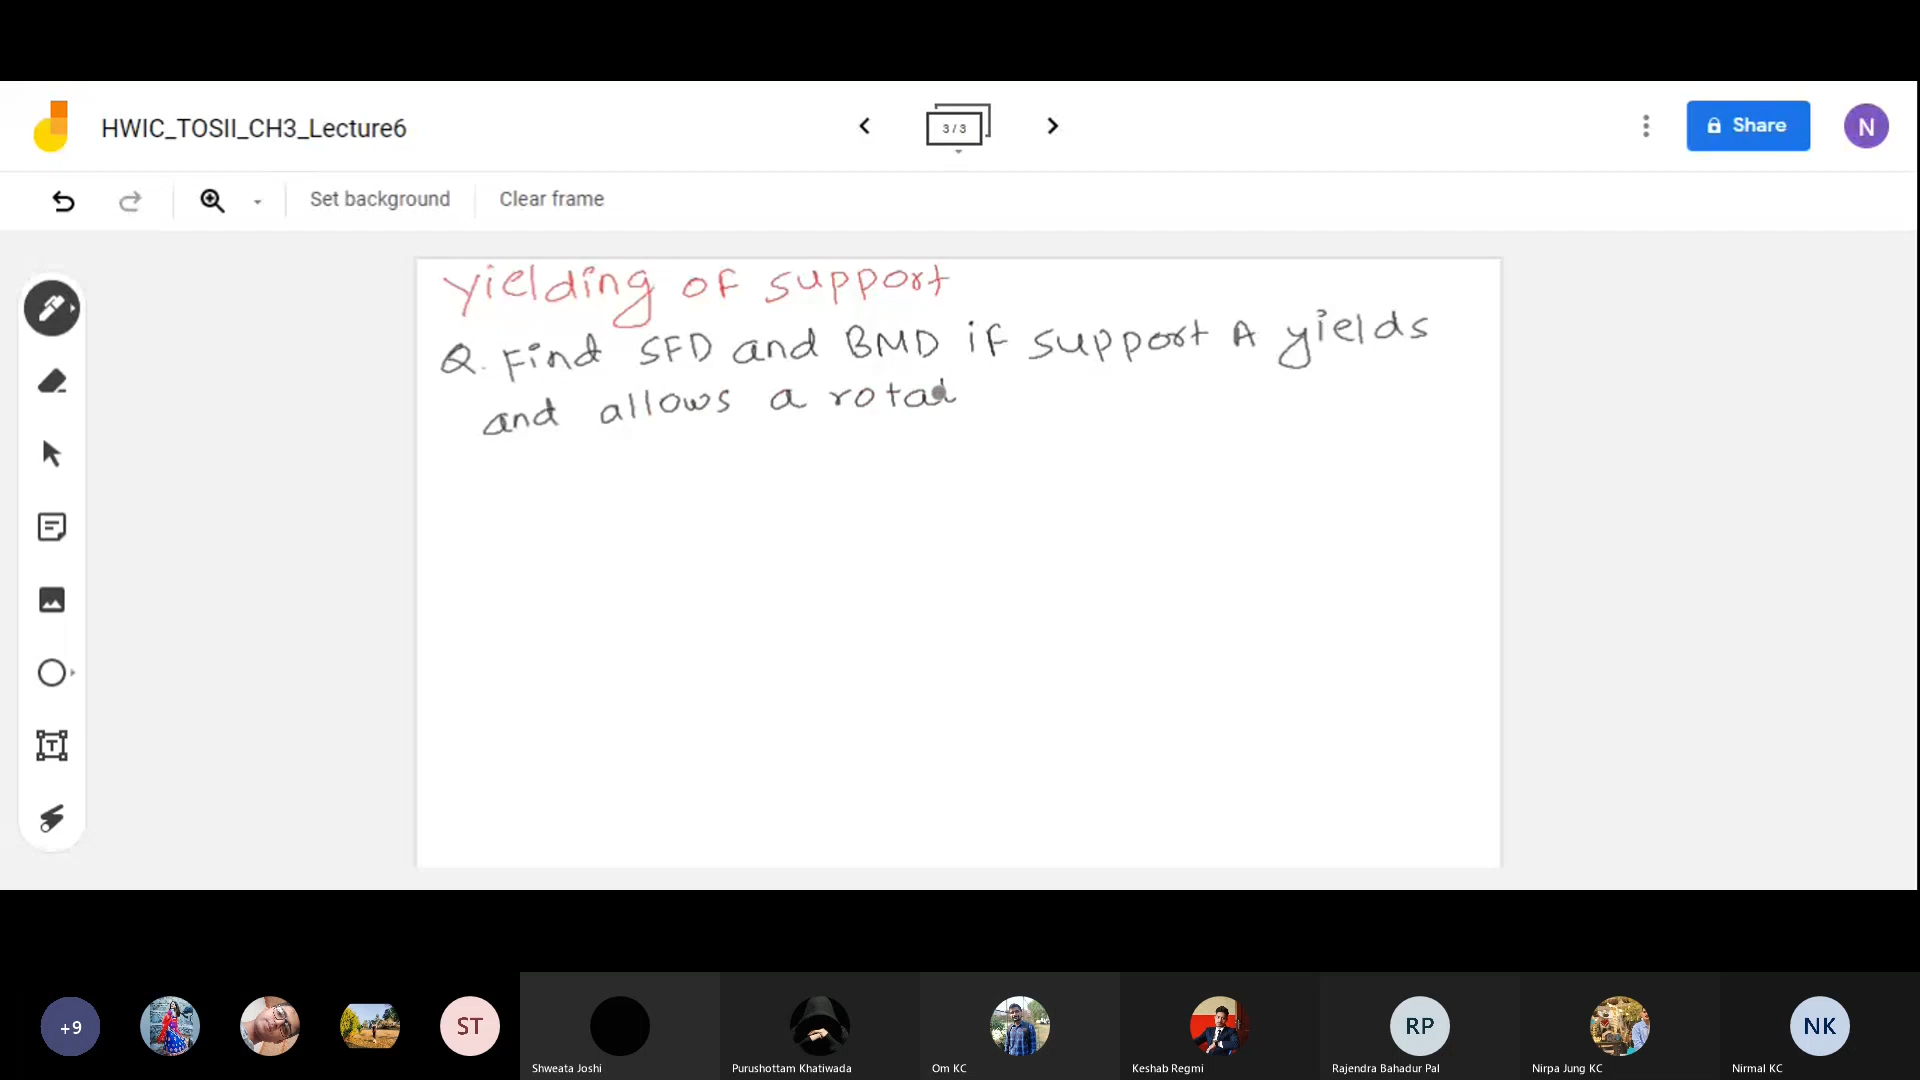 HWIC_TOSII_CH3_Lecture6
3/3
Share
N
Set background
Clear frame
Yielding of support
Q. Find SFD and BMD if support A yields
and allows a rotat
+9
ST
RP
NK
Shweata Joshi
Purushottam Khatiwada
Om KC
Keshab Regmi
Rajendra Bahadur Pal
Nirpa Jung KC
Nirmal KC